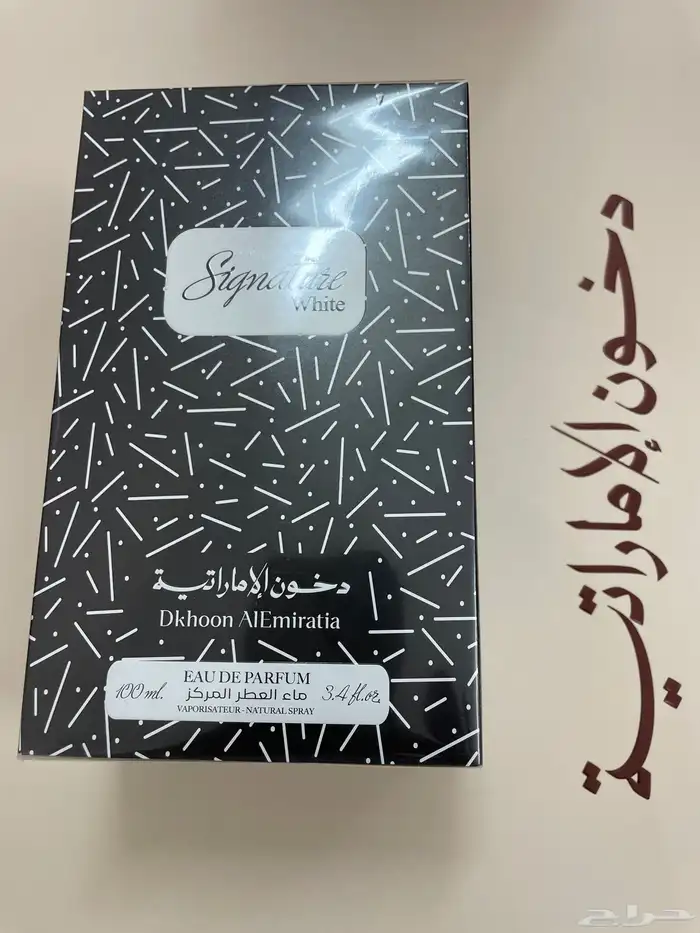 Signature
White
دخون الإماراتية
Dkhoon AlEmiratia
EAU DE PARFUM
100 ml. ماء العطر المركز 3.4 fl.oz.
VAPORISATEUR - NATURAL SPRAY
دخون الإماراتية
حراج